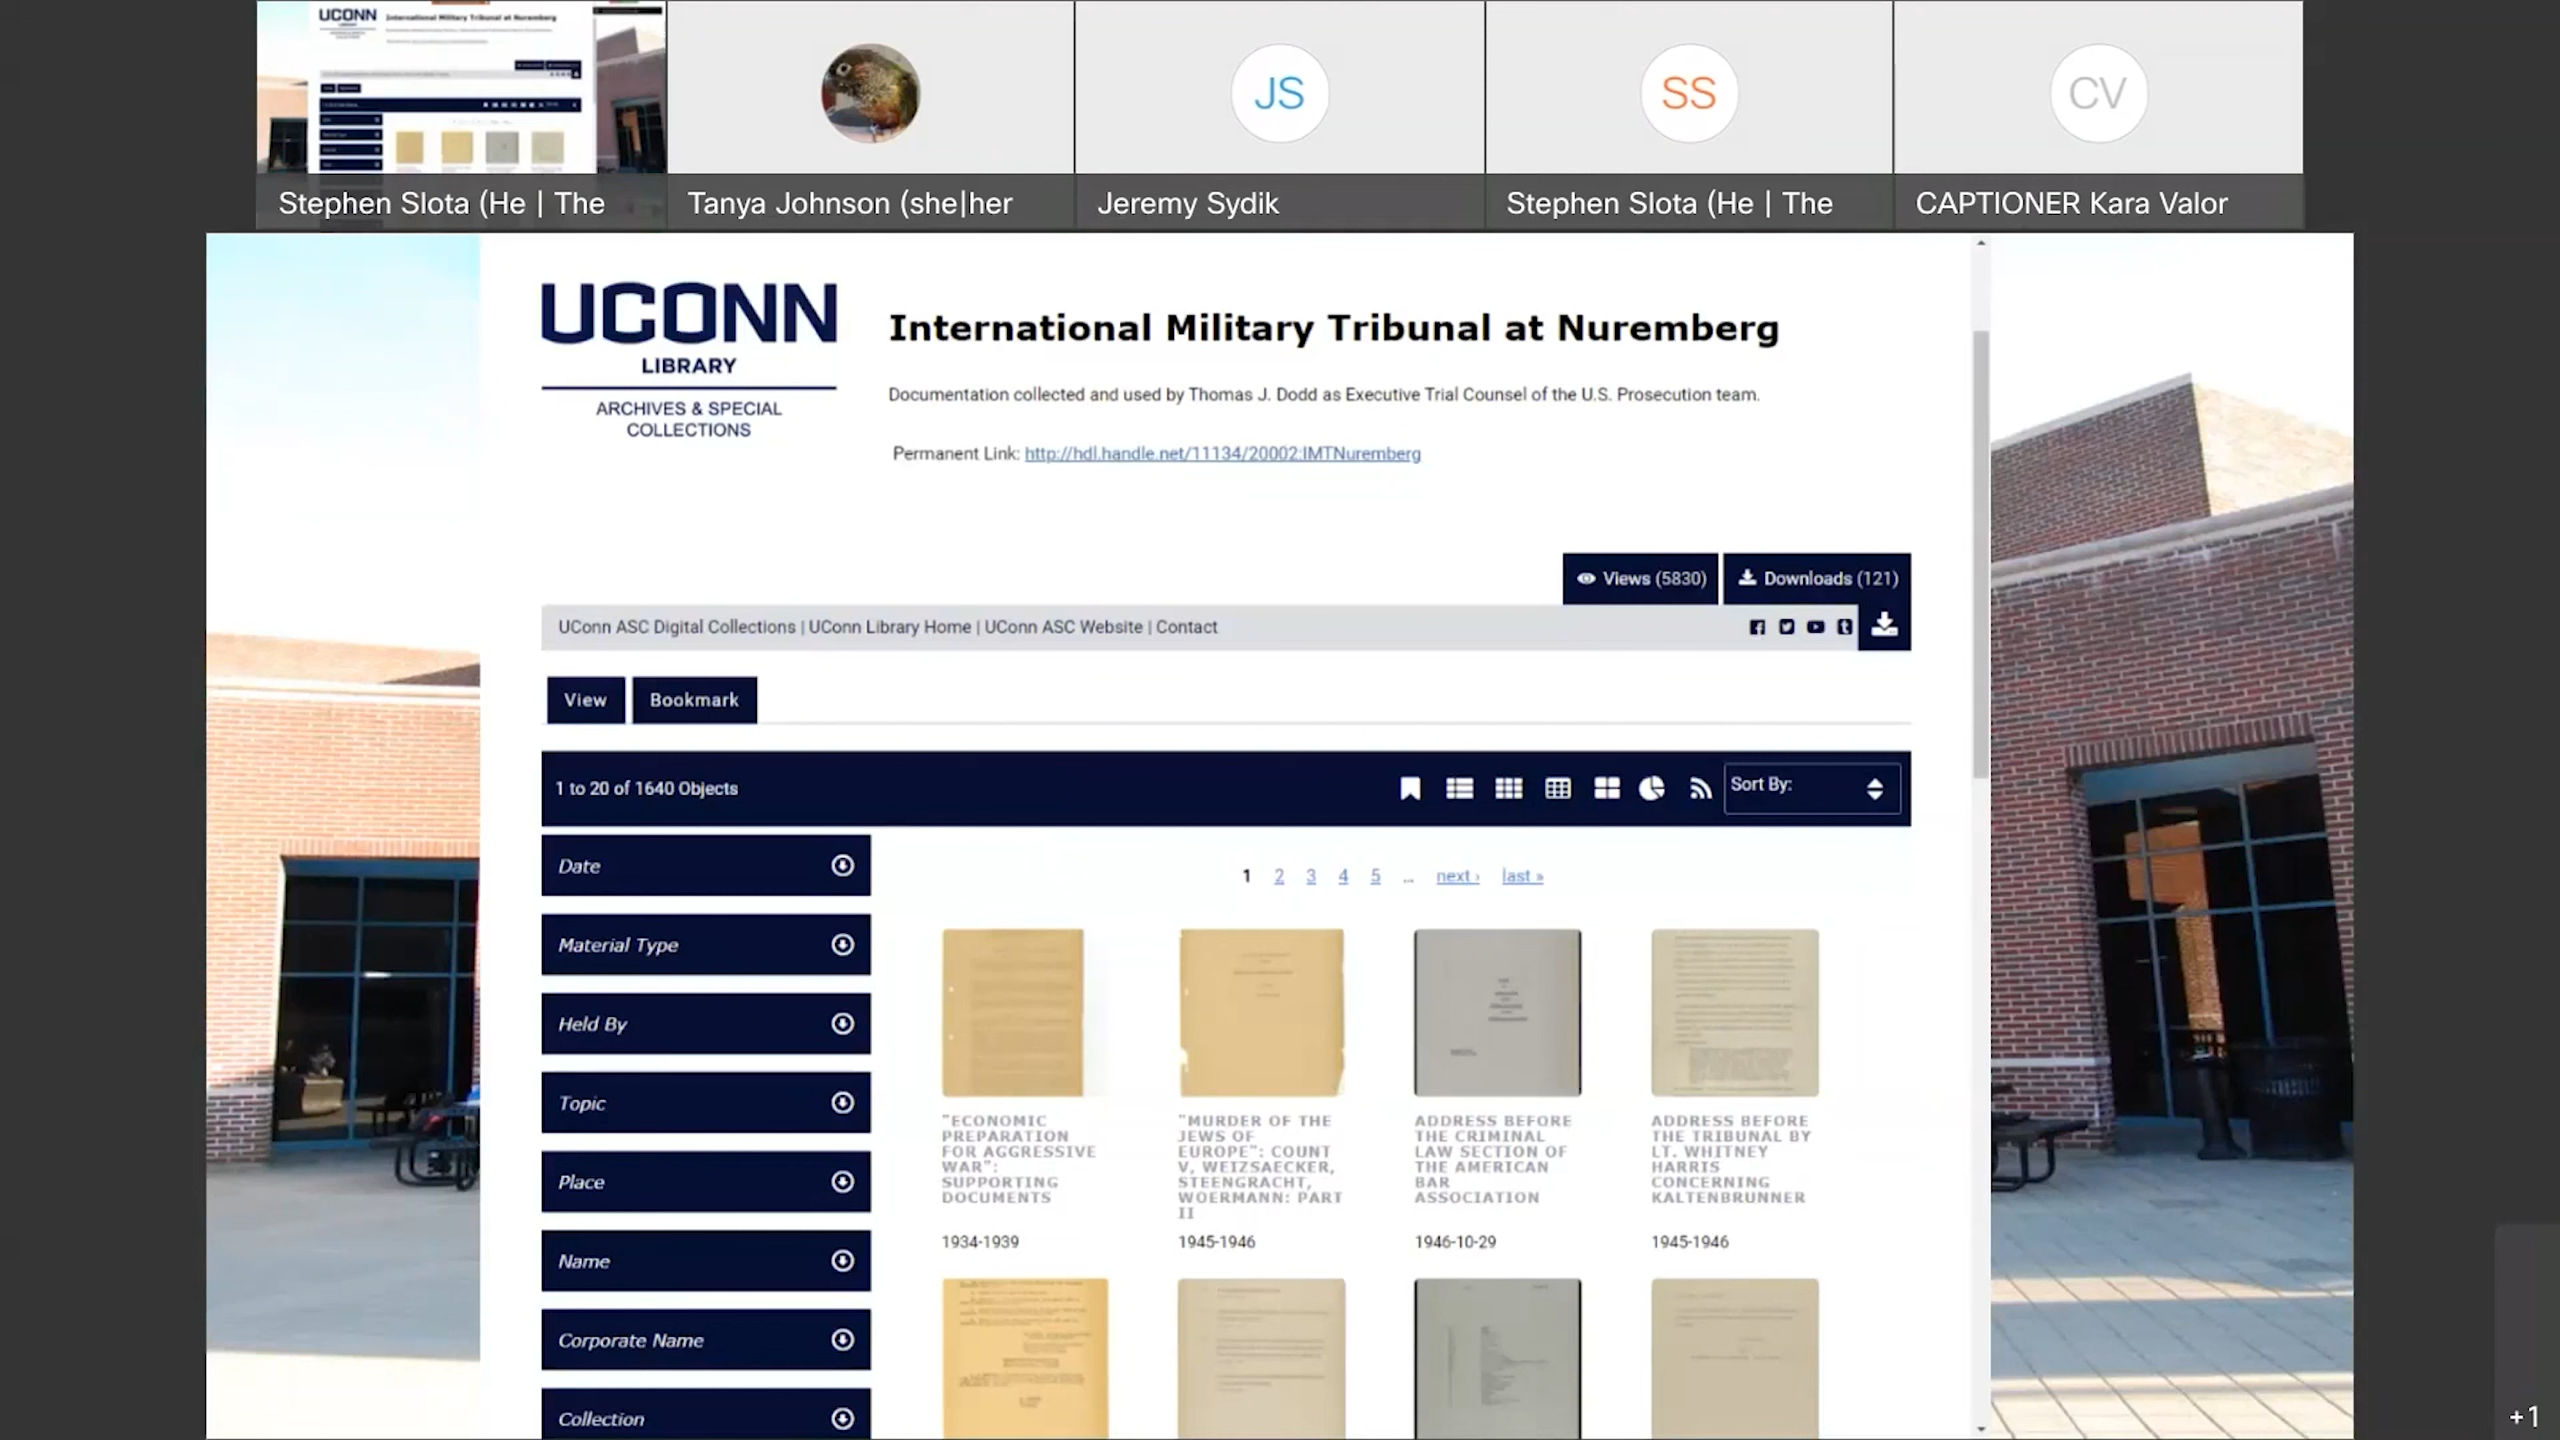 UCONN International Military Tribunal at Nuremberg
Stephen Slota (He | The
Tanya Johnson (she|her
JS
Jeremy Sydik
SS
Stephen Slota (He | The
CV
CAPTIONER Kara Valor
UCONN
LIBRARY
ARCHIVES & SPECIAL
COLLECTIONS
International Military Tribunal at Nuremberg
Documentation collected and used by Thomas J. Dodd as Executive Trial Counsel of the U.S. Prosecution team.
Permanent Link: http://hdl.handle.net/11134/20002:IMTNuremberg
Views (5830)
Downloads (121)
UConn ASC Digital Collections | UConn Library Home | UConn ASC Website | Contact
View
Bookmark
1 to 20 of 1640 Objects
Sort By:
Date
Material Type
Held By
Topic
Place
Name
Corporate Name
Collection
1 2 3 4 5 ... next › last »
"ECONOMIC
PREPARATION
FOR AGGRESSIVE
WAR":
SUPPORTING
DOCUMENTS
1934-1939
"MURDER OF THE
JEWS OF
EUROPE": COUNT
V, WEIZSAECKER,
STEENGRACHT,
WOERMANN: PART
II
1945-1946
ADDRESS BEFORE
THE CRIMINAL
LAW SECTION OF
THE AMERICAN
BAR
ASSOCIATION
1946-10-29
ADDRESS BEFORE
THE TRIBUNAL BY
LT. WHITNEY
HARRIS
CONCERNING
KALTENBRUNNER
1945-1946
+1